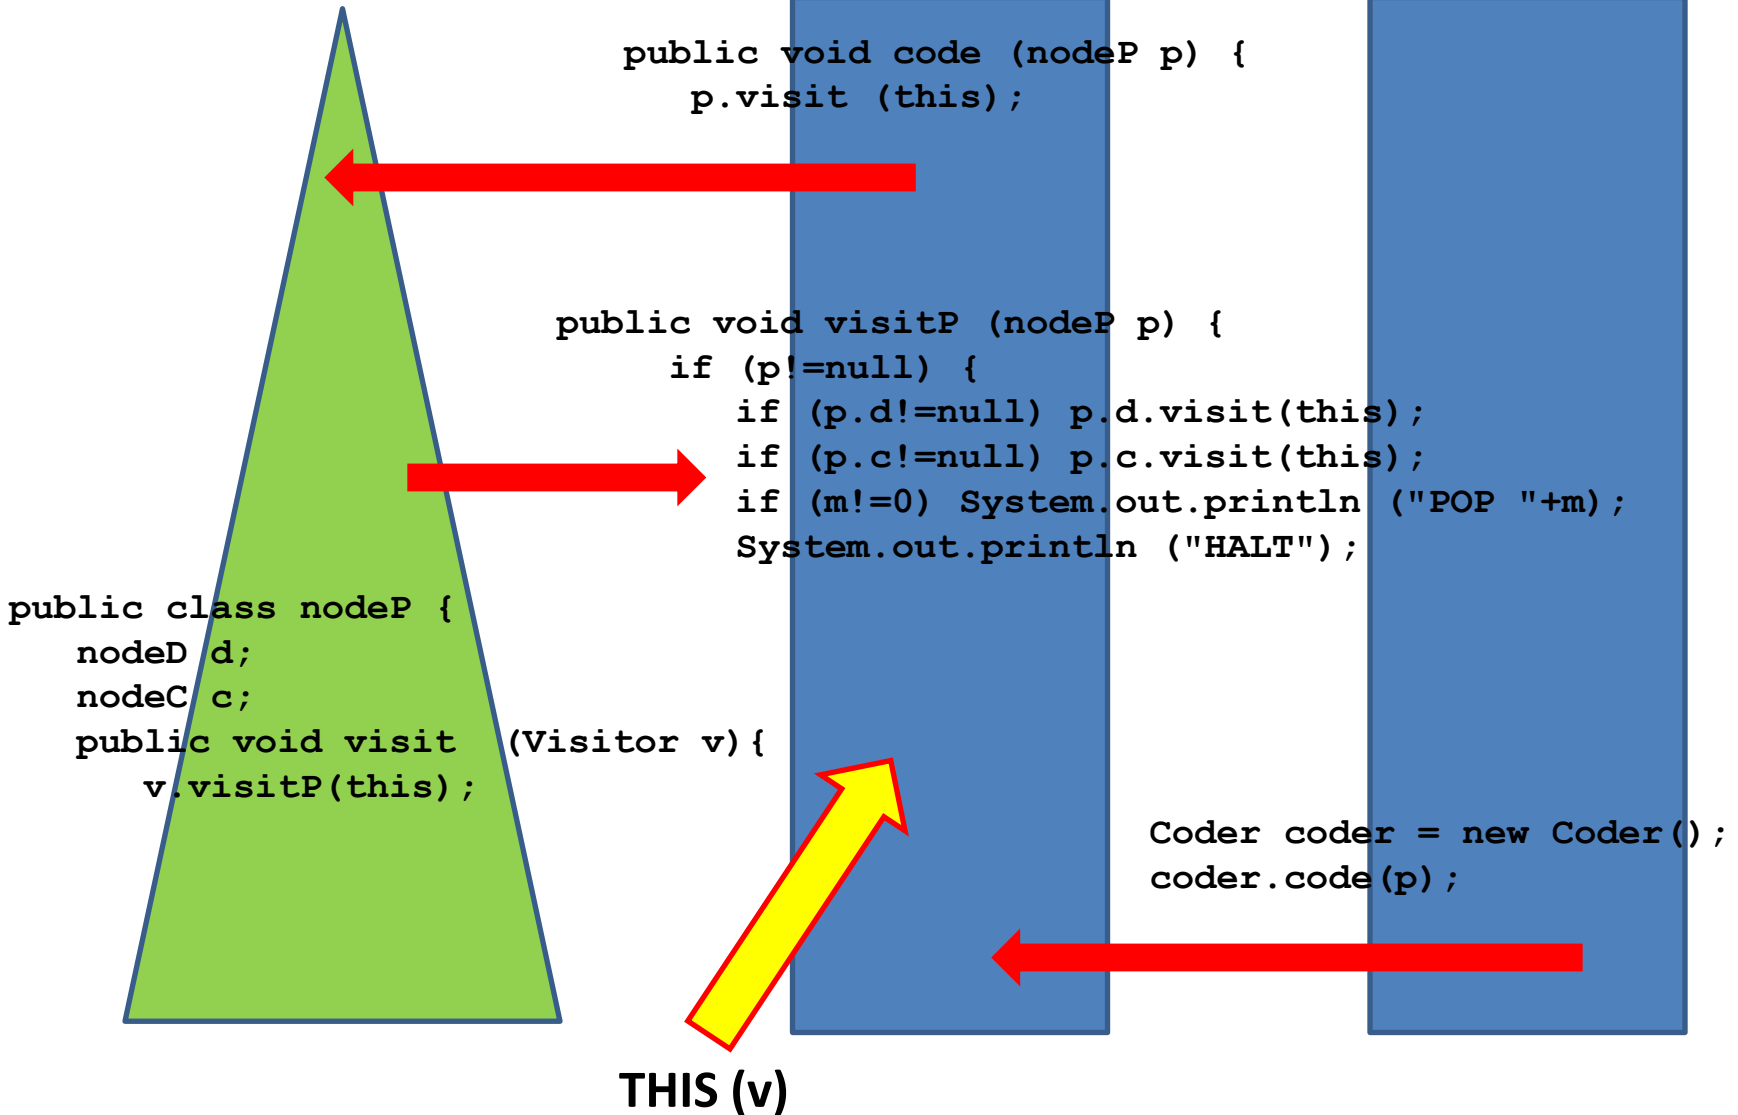 public void code (nodeP p) {
p.visit (this);
public void visitP (nodeP p) {
if (p!=null) {
if (p.d!=null) p.d.visit(this);
if (p.c!=null) p.c.visit(this);
if (m!=0) System.out.println ("POP "+m);
System.out.println ("HALT");
public class nodeP {
nodeD d;
nodeC c;
public void visit (Visitor v){
v.visitP(this);
Coder coder = new Coder();
coder.code(p);
THIS (v)